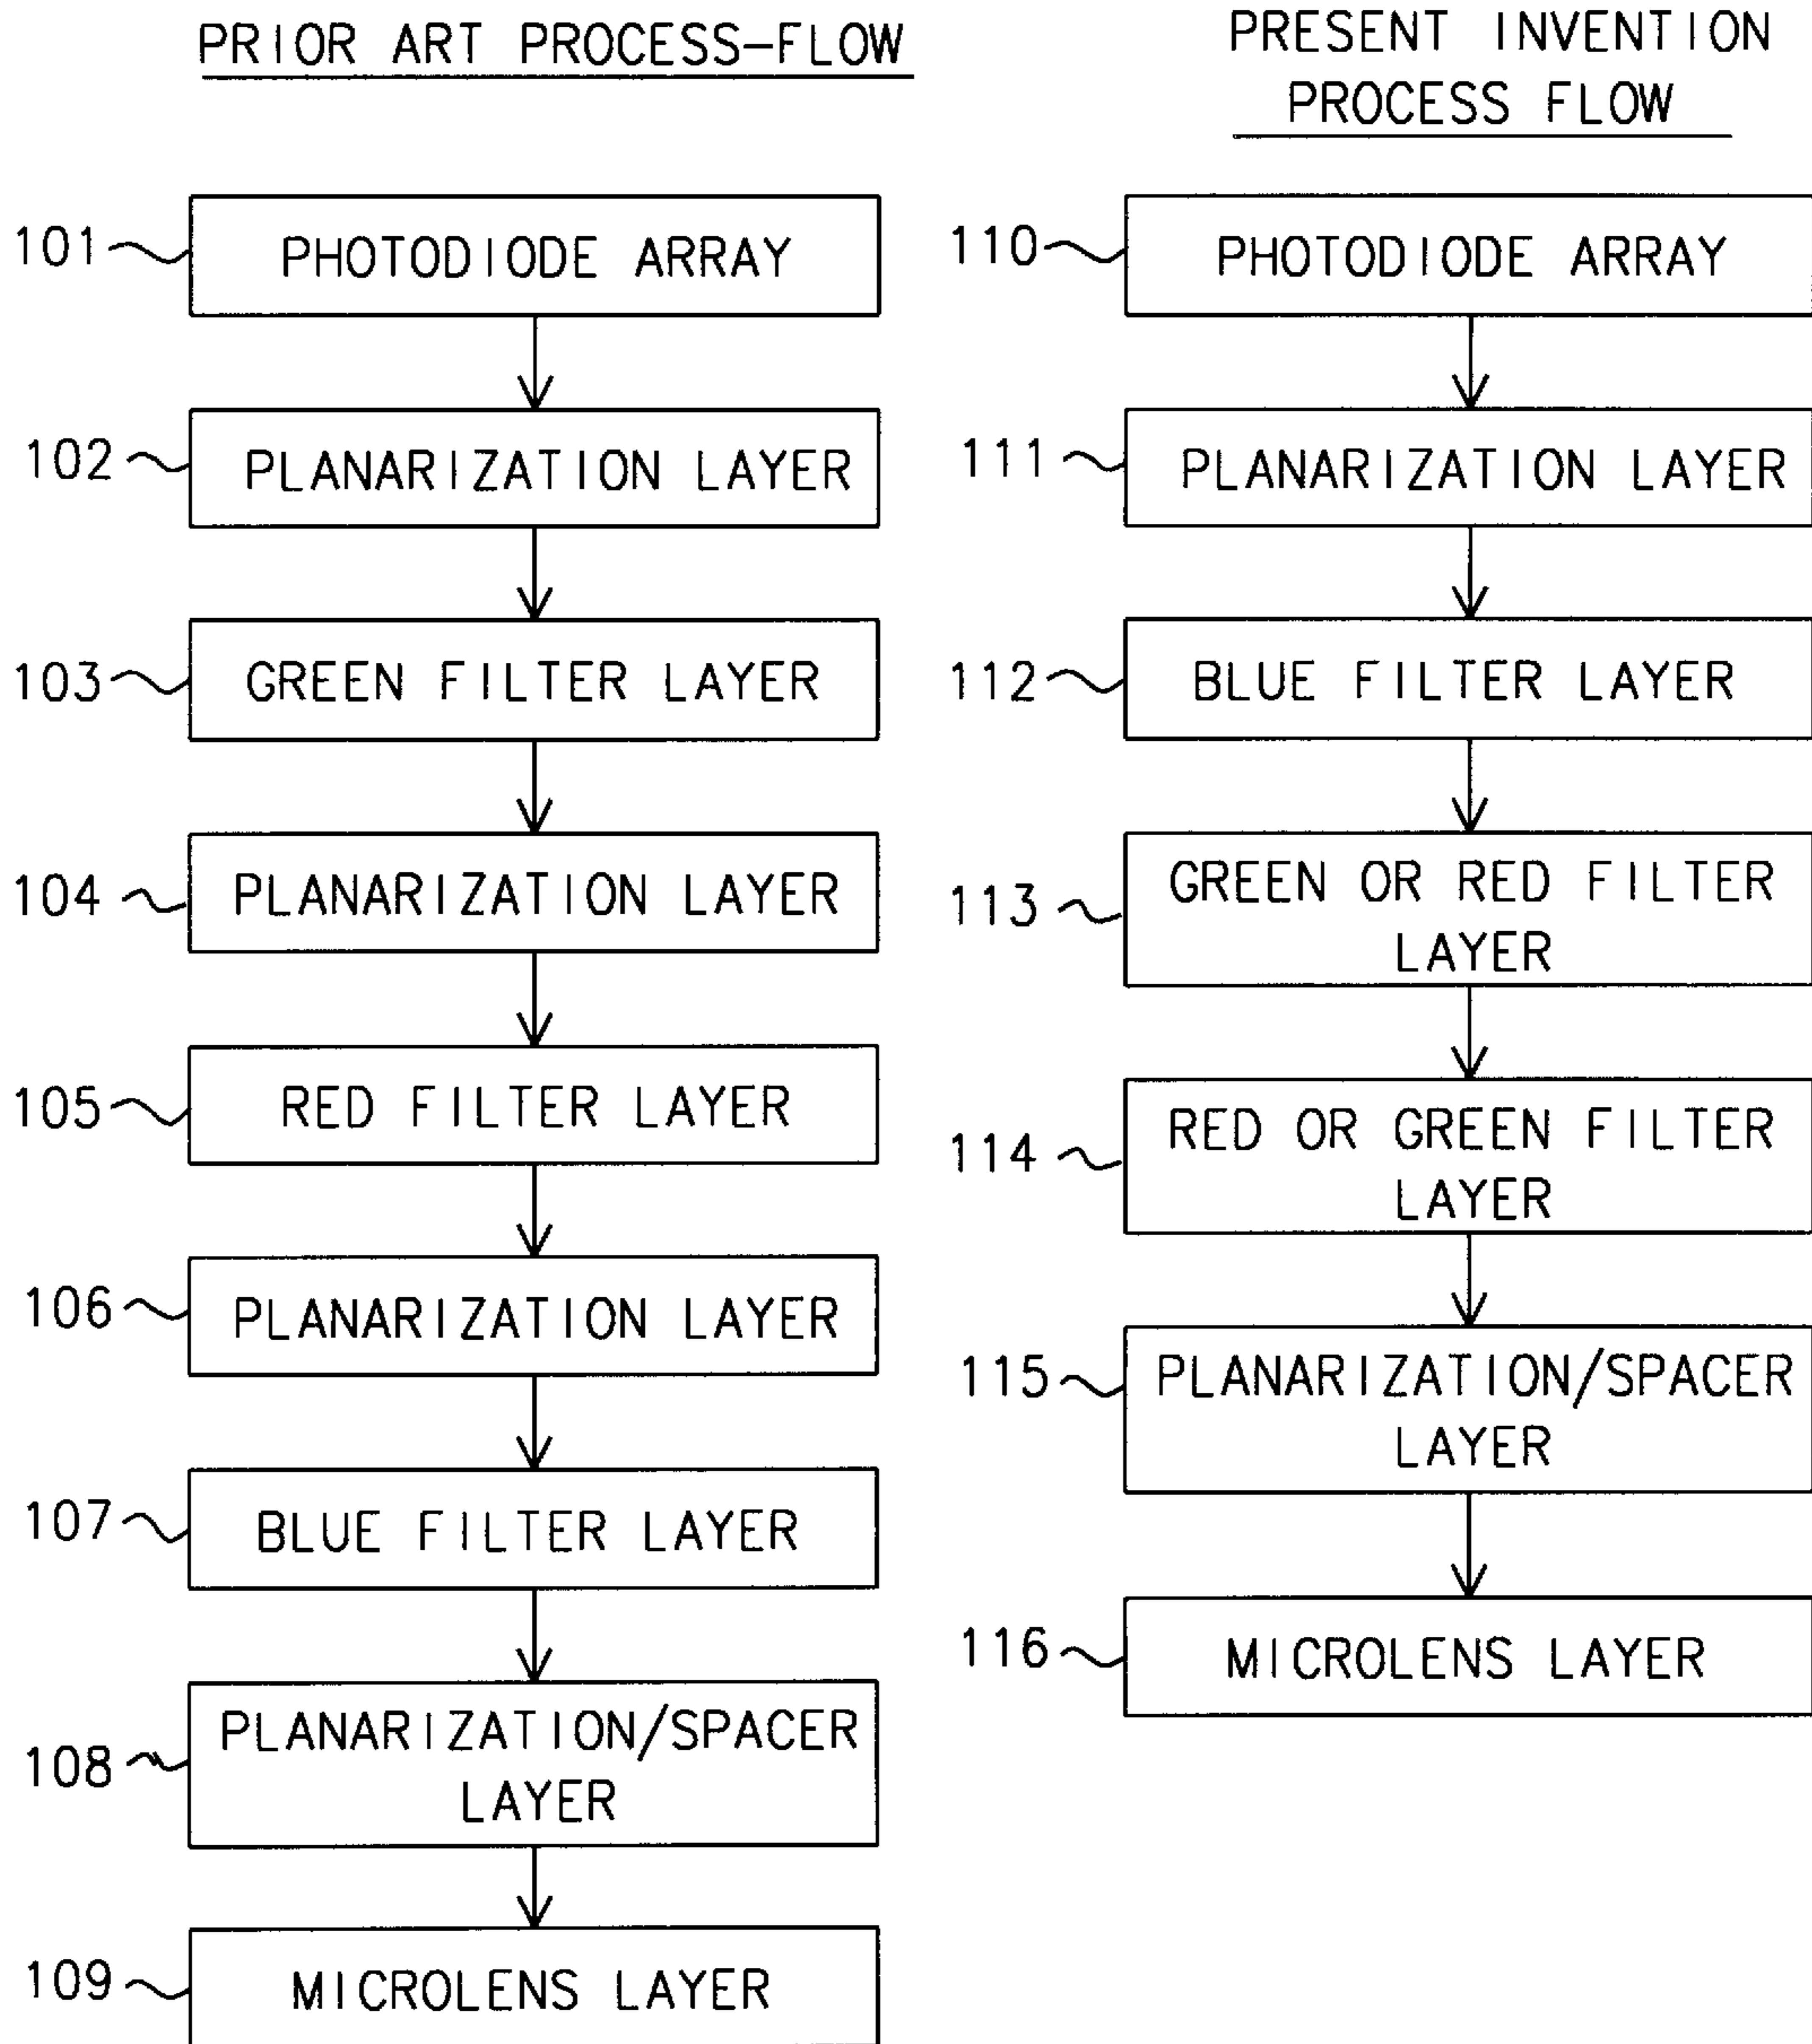 PRIOR ART PROCESS-FLOW
101
PHOTODIODE ARRAY
102
PLANARIZATION LAYER
103
GREEN FILTER LAYER
104
PLANARIZATION LAYER
105
RED FILTER LAYER
106
PLANARIZATION LAYER
107
BLUE FILTER LAYER
108
PLANARIZATION/SPACER
LAYER
109
MICROLENS LAYER
PRESENT INVENTION
PROCESS FLOW
110
PHOTODIODE ARRAY
111
PLANARIZATION LAYER
112
BLUE FILTER LAYER
113
GREEN OR RED FILTER
LAYER
114
RED OR GREEN FILTER
LAYER
115
PLANARIZATION/SPACER
LAYER
116
MICROLENS LAYER